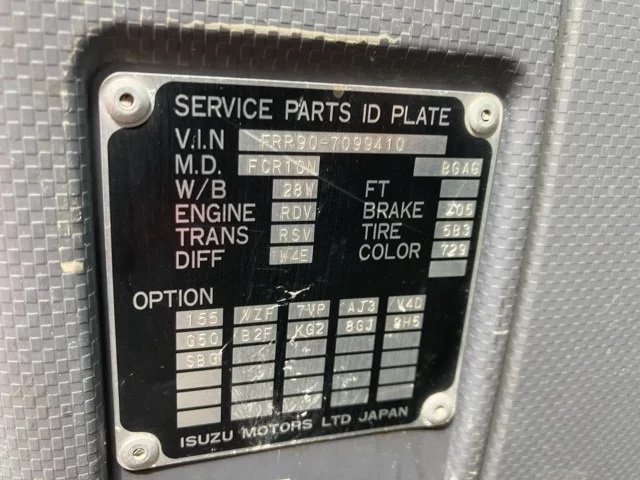 SERVICE PARTS ID PLATE
V.I.N FRR90-7099410
M.D. FCR10N 8GA6
W/B 28W FT
ENGINE RDV BRAKE Z05
TRANS RSV TIRE 5B3
DIFF W4E COLOR 729
OPTION
155 7VP AJ3 V4D
G50 B2F KG2 8GJ
SBG
ISUZU MOTORS LTD JAPAN